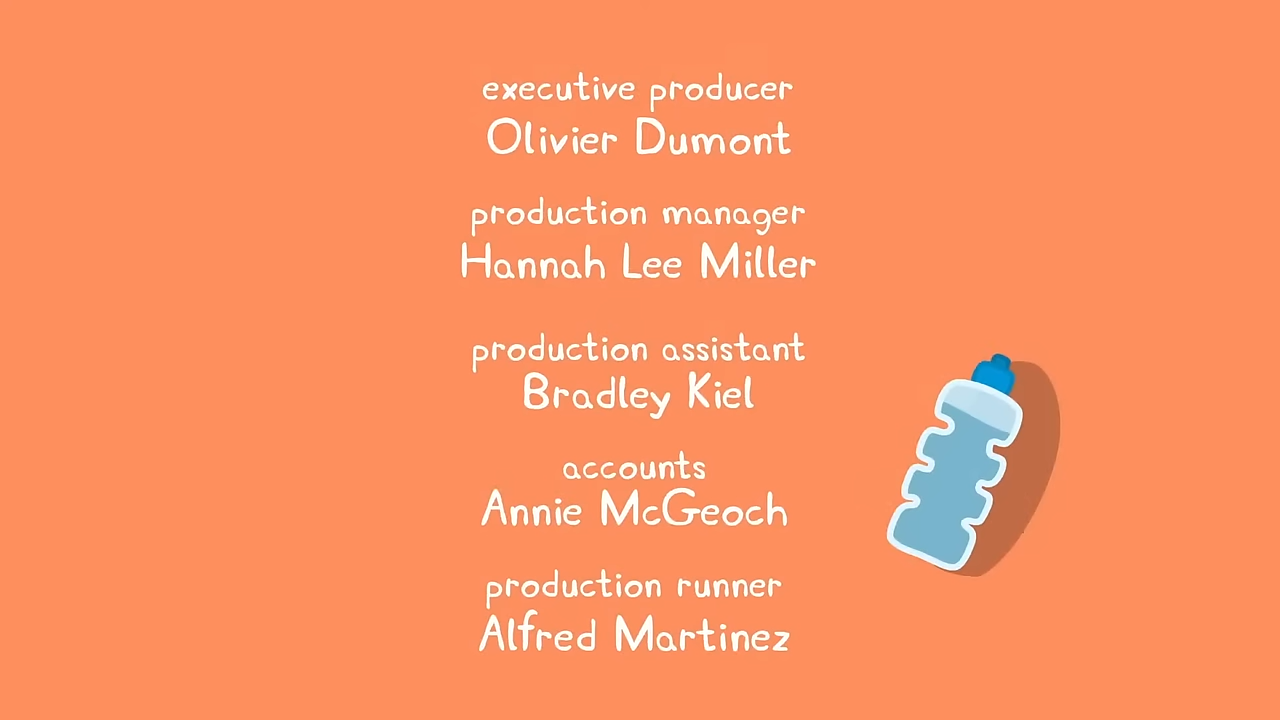 executive producer
Olivier Dumont
production manager
Hannah Lee Miller
production assistant
Bradley Kiel
accounts
Annie McGeoch
production runner
Alfred Martinez